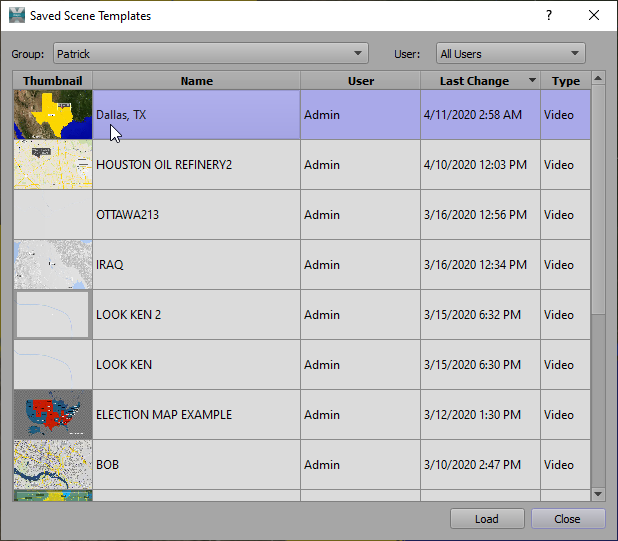 Saved Scene Templates
Group: Patrick User: All Users
Thumbnail Name User Last Change Type
Dallas, TX Admin 4/11/2020 2:58 AM Video
HOUSTON OIL REFINERY2 Admin 4/10/2020 12:03 PM Video
OTTAWA213 Admin 3/16/2020 12:56 PM Video
IRAQ Admin 3/16/2020 12:34 PM Video
LOOK KEN 2 Admin 3/15/2020 6:32 PM Video
LOOK KEN Admin 3/15/2020 6:30 PM Video
ELECTION MAP EXAMPLE Admin 3/12/2020 1:30 PM Video
BOB Admin 3/10/2020 2:47 PM Video
Load Close